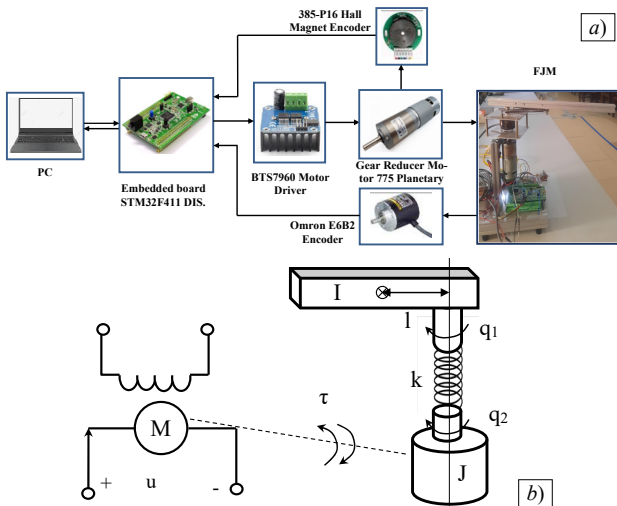 385-P16 Hall
Magnet Encoder
a)
FJM
PC
Embedded board
STM32F411 DIS.
BTS7960 Motor
Driver
Gear Reducer Mo-
tor 775 Planetary
Omron E6B2
Encoder
I
l
q1
k
τ
q2
M
J
+
u
-
b)